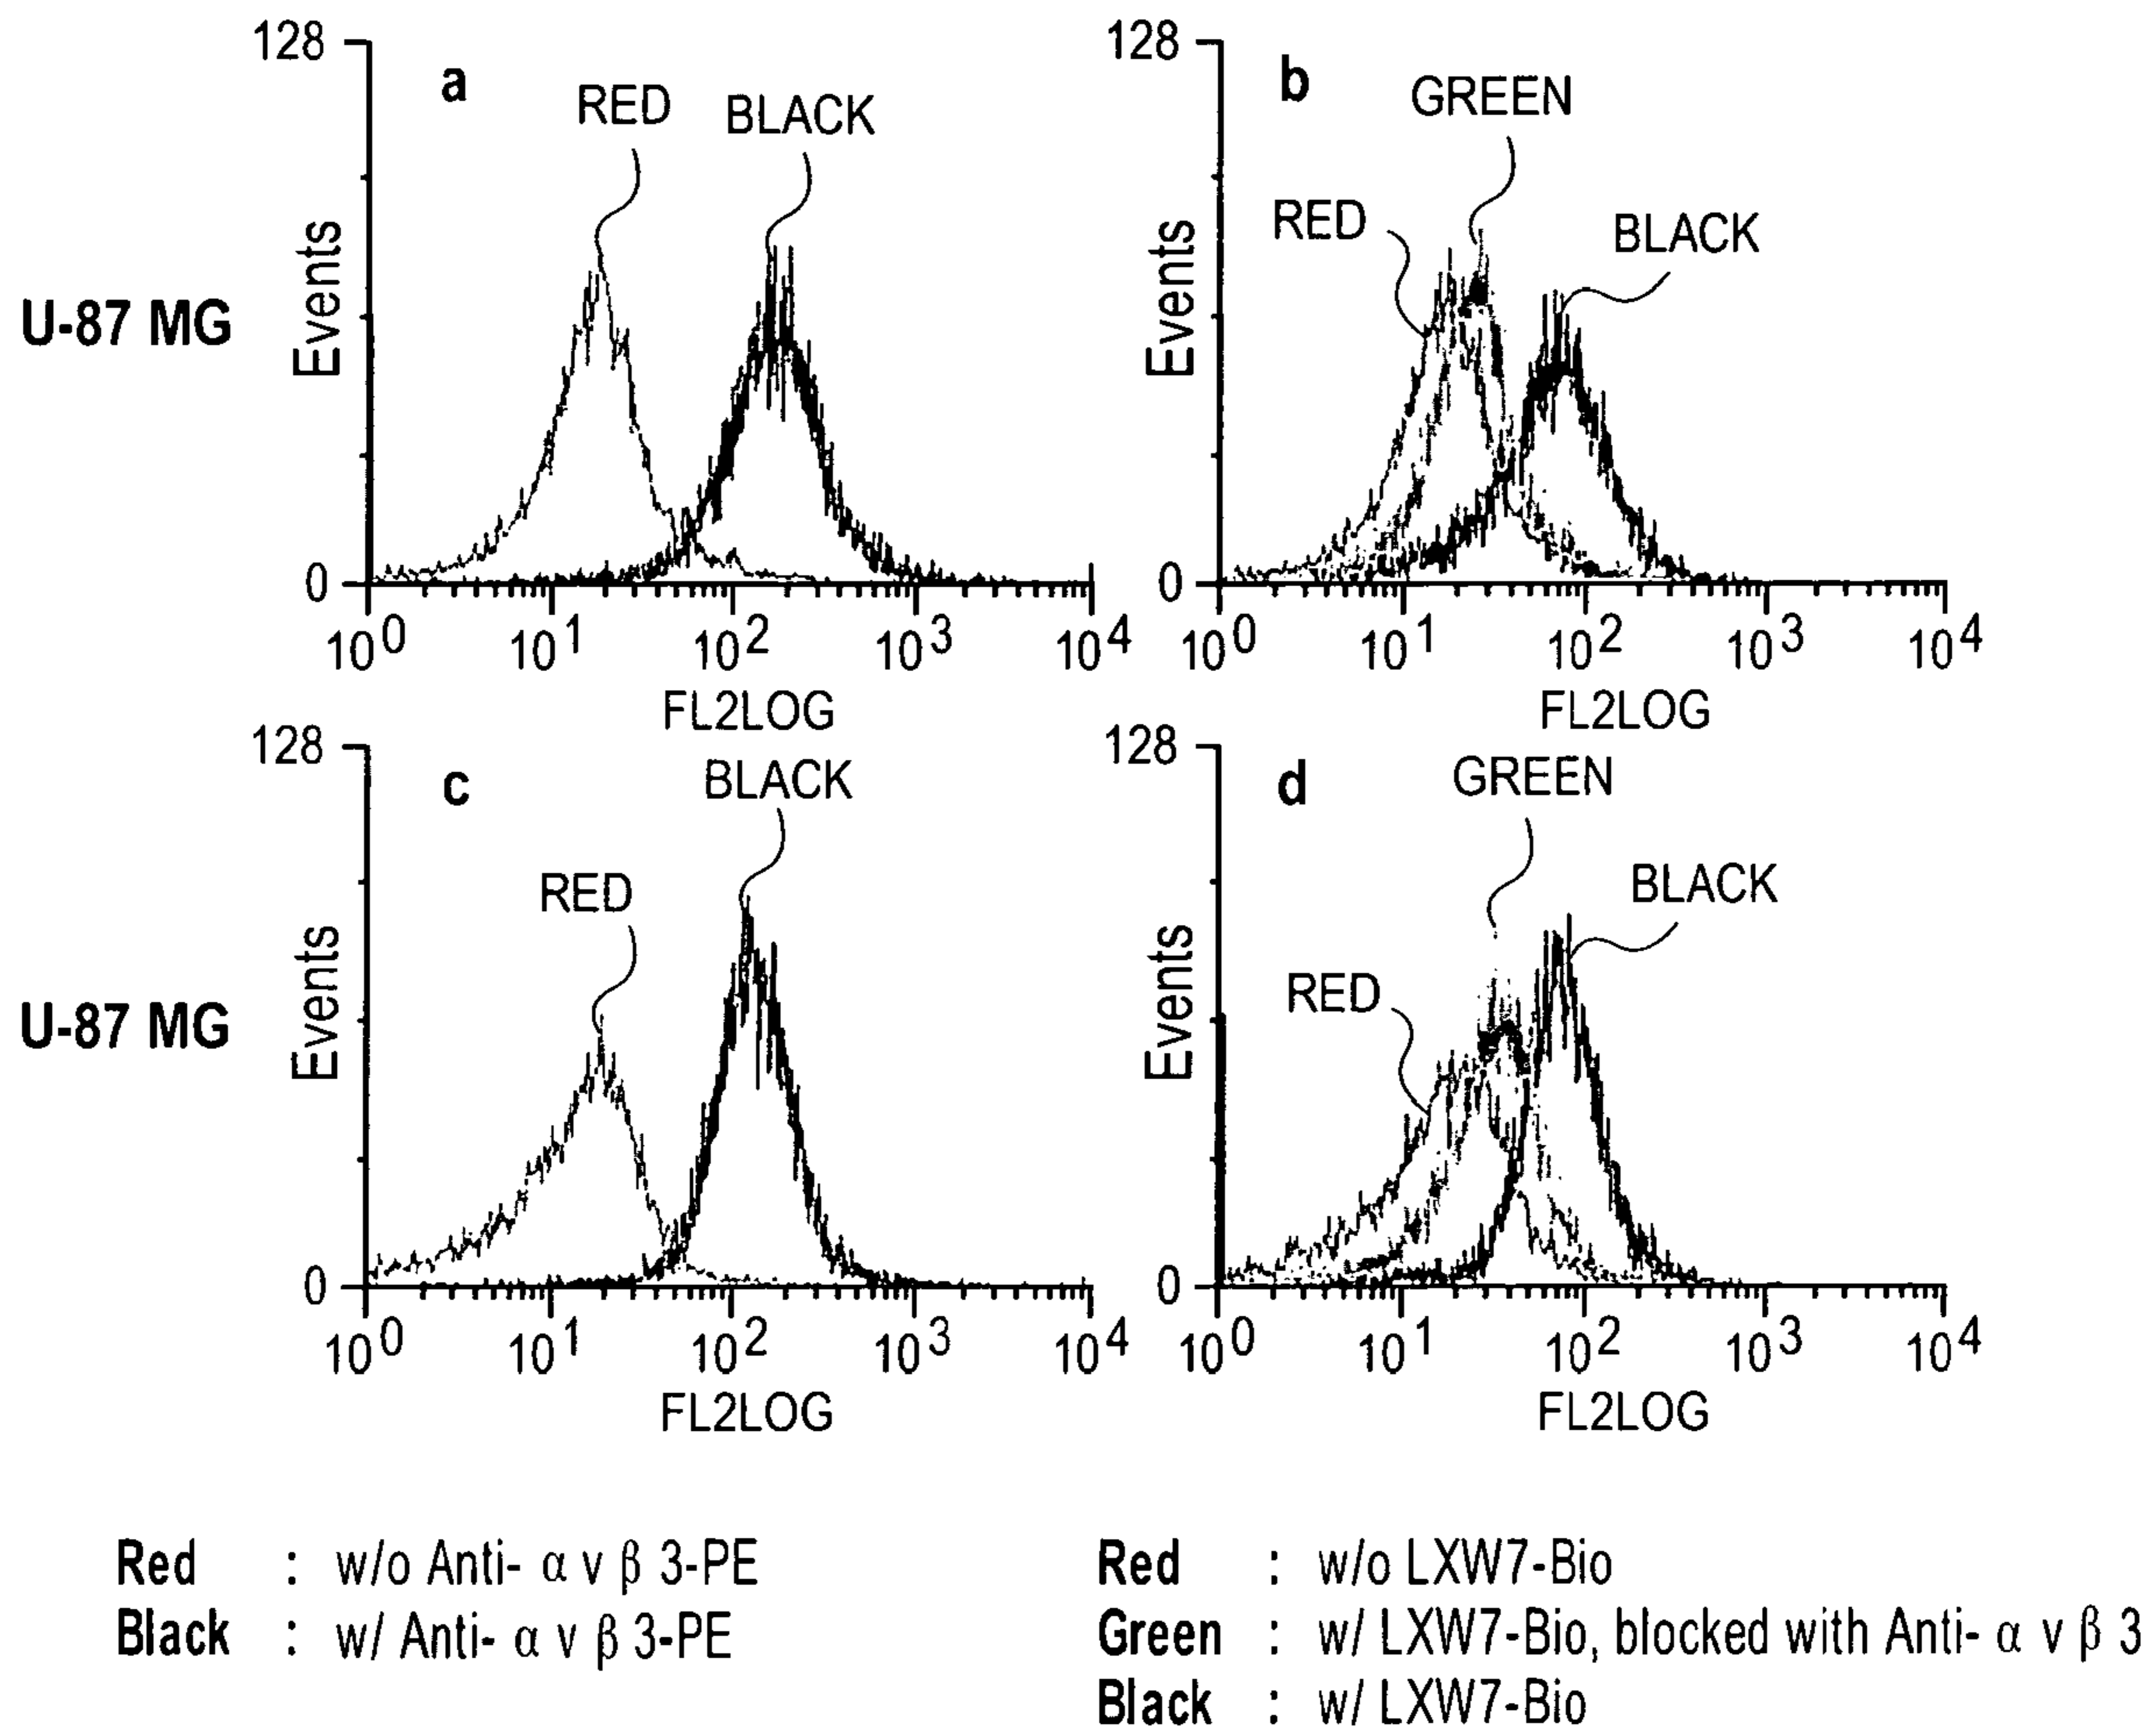 128
a
RED
BLACK
Events
U-87 MG
0
10^0 10^1 10^2 10^3 10^4
FL2LOG
128
b
GREEN
RED
BLACK
Events
0
10^0 10^1 10^2 10^3 10^4
FL2LOG
128
c
BLACK
RED
Events
U-87 MG
0
10^0 10^1 10^2 10^3 10^4
FL2LOG
128
d
GREEN
BLACK
RED
Events
0
10^0 10^1 10^2 10^3 10^4
FL2LOG
Red : w/o Anti- α v β 3-PE
Black : w/ Anti- α v β 3-PE
Red : w/o LXW7-Bio
Green : w/ LXW7-Bio, blocked with Anti- α v β 3
Black : w/ LXW7-Bio